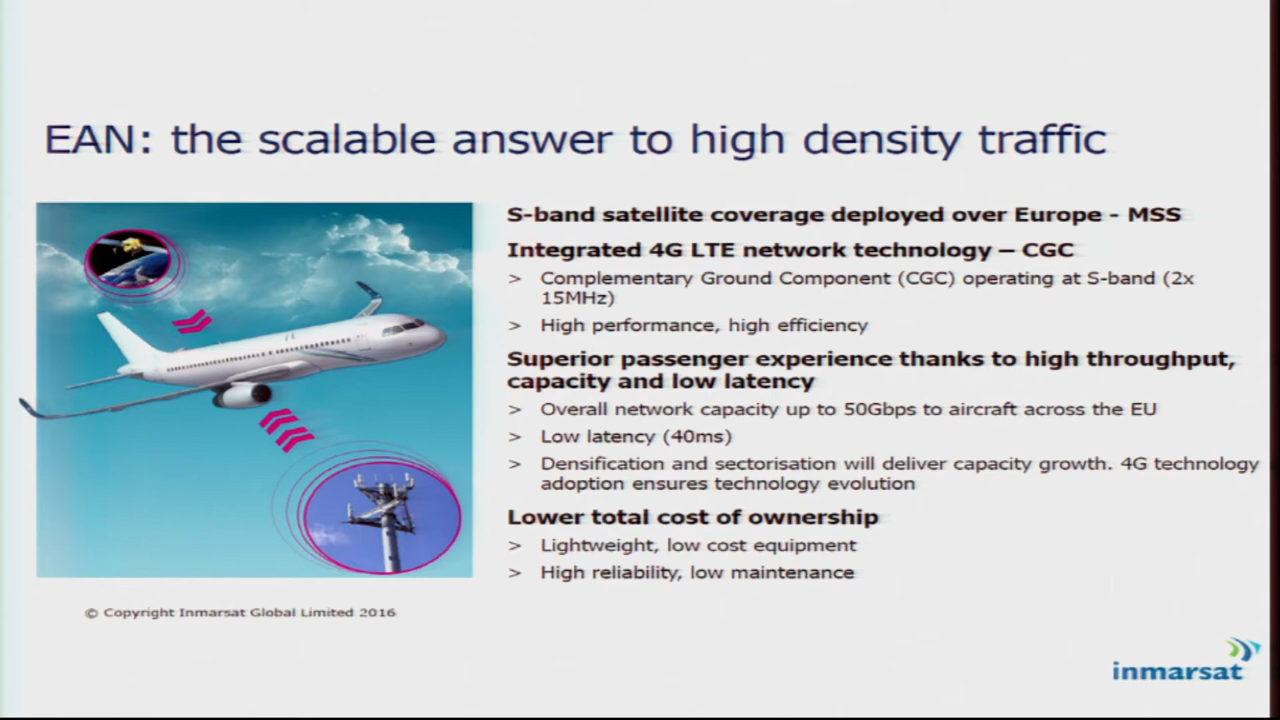 EAN: the scalable answer to high density traffic
S-band satellite coverage deployed over Europe - MSS
Integrated 4G LTE network technology – CGC
> Complementary Ground Component (CGC) operating at S-band (2x
15MHz)
> High performance, high efficiency
Superior passenger experience thanks to high throughput,
capacity and low latency
> Overall network capacity up to 50Gbps to aircraft across the EU
> Low latency (40ms)
> Densification and sectorisation will deliver capacity growth. 4G technology
adoption ensures technology evolution
Lower total cost of ownership
> Lightweight, low cost equipment
> High reliability, low maintenance
© Copyright Inmarsat Global Limited 2016
inmarsat